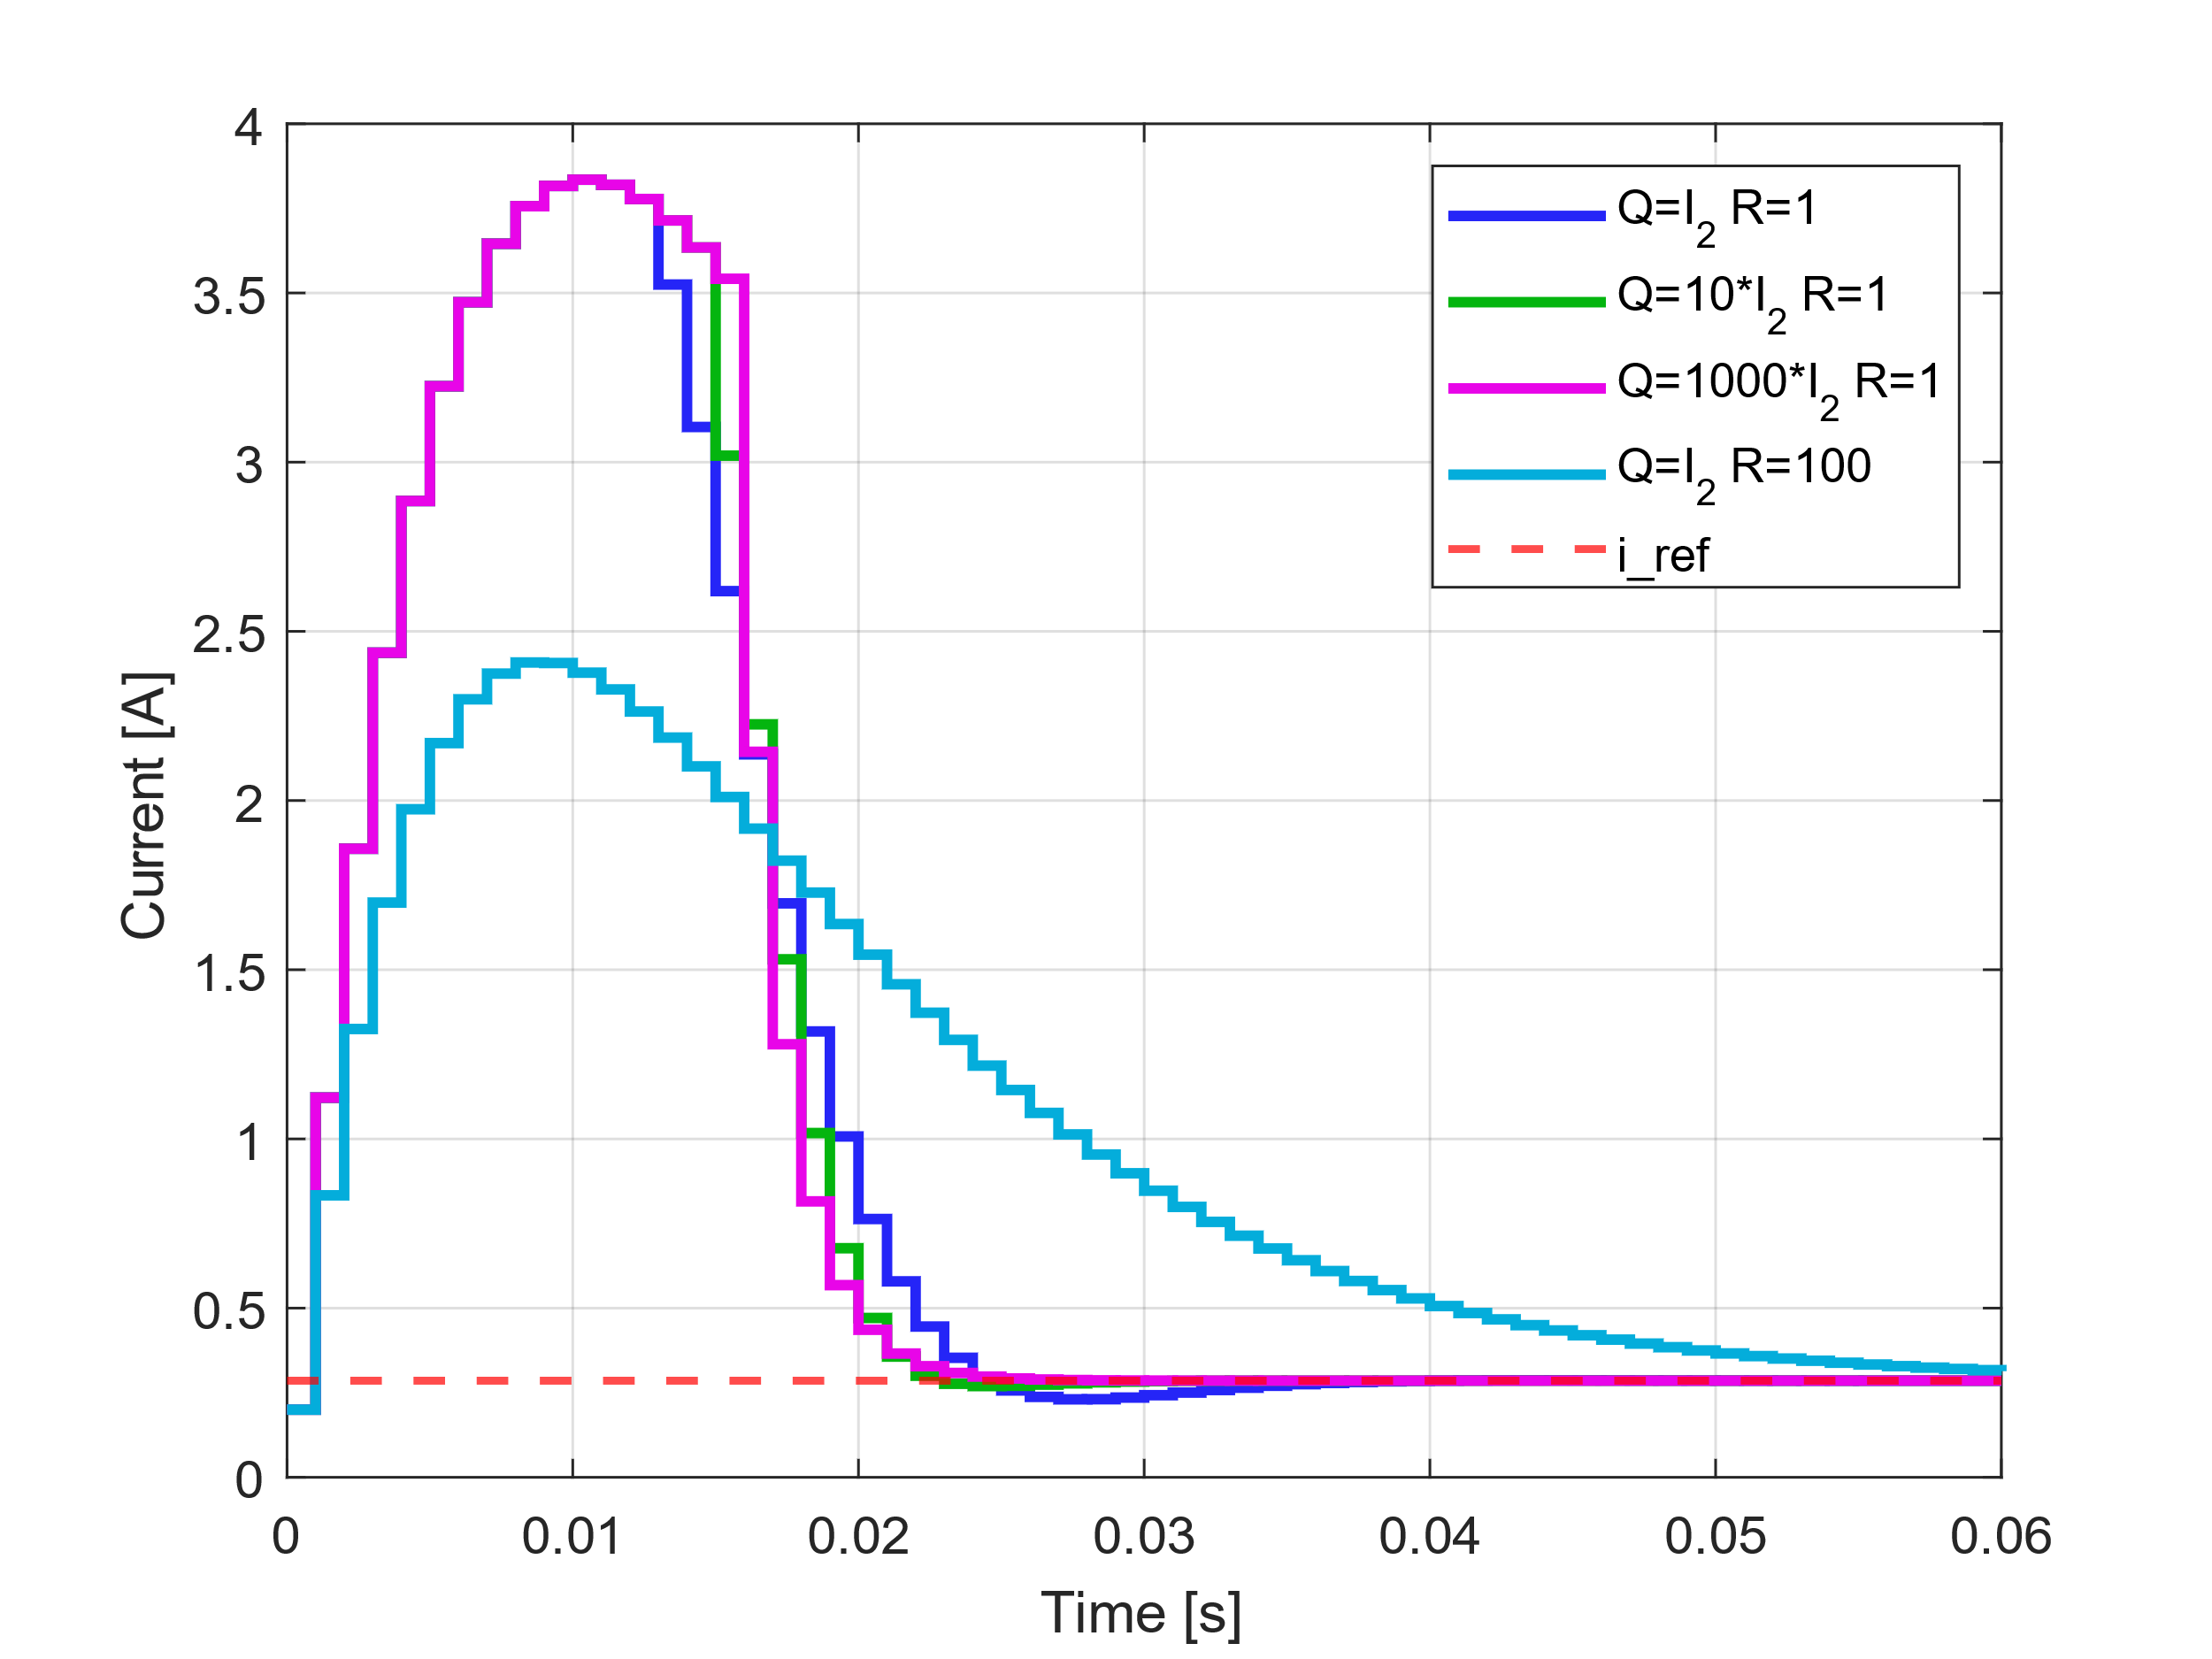 4
3.5
3
2.5
2
1.5
1
0.5
0
Current [A]
0 0.01 0.02 0.03 0.04 0.05 0.06
Time [s]
Q=I2 R=1
Q=10*I2 R=1
Q=1000*I2 R=1
Q=I2 R=100
i_ref